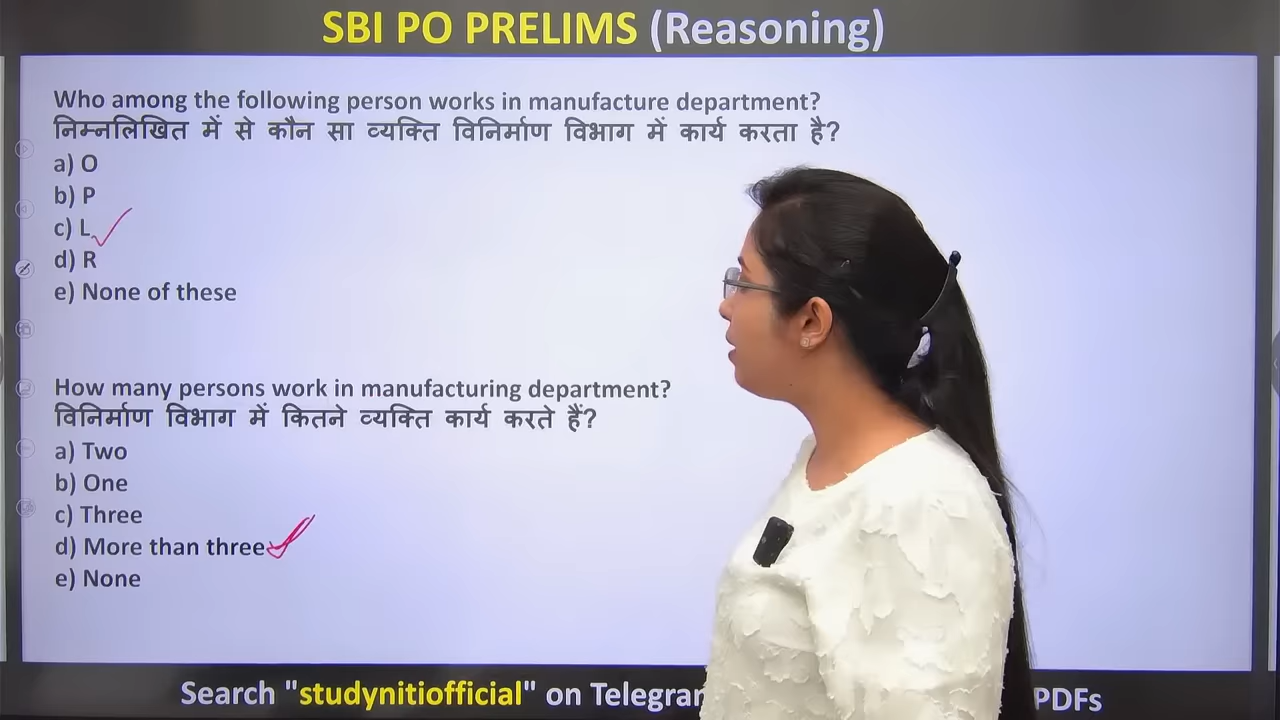 SBI PO PRELIMS (Reasoning)
Who among the following person works in manufacture department?
निम्नलिखित में से कौन सा व्यक्ति विनिर्माण विभाग में कार्य करता है?
a) O
b) P
c) L
d) R
e) None of these
How many persons work in manufacturing department?
विनिर्माण विभाग में कितने व्यक्ति कार्य करते हैं?
a) Two
b) One
c) Three
d) More than three
e) None
Search "studynitiofficial" on Telegram PDFs